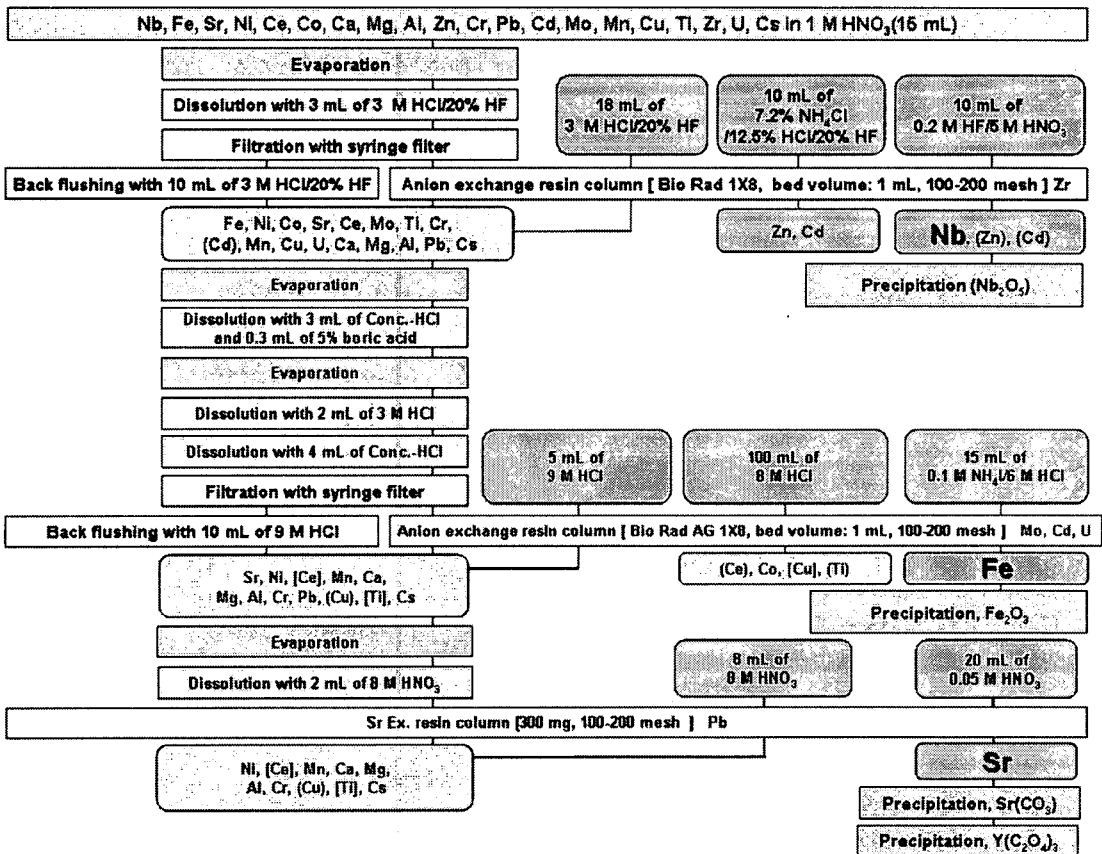 Nb, Fe, Sr, Ni, Ce, Co, Ca, Mg, Al, Zn, Cr, Pb, Cd, Mo, Mn, Cu, Ti, Zr, U, Cs in 1 M HNO₃(15 mL)
Evaporation
Dissolution with 3 mL of 3 M HCl/20% HF
Filtration with syringe filter
18 mL of
3 M HCl/20% HF
10 mL of
7.2% NH₄Cl
/12.5% HCl/20% HF
10 mL of
0.2 M HF/5 M HNO₃
Back flushing with 10 mL of 3 M HCl/20% HF
Anion exchange resin column [ Bio Rad 1X8, bed volume: 1 mL, 100-200 mesh ] Zr
Fe, Ni, Co, Sr, Ce, Mo, Ti, Cr,
(Cd), Mn, Cu, U, Ca, Mg, Al, Pb, Cs
Zn, Cd
Nb, (Zn), (Cd)
Precipitation (Nb₂O₅)
Evaporation
Dissolution with 3 mL of Conc.-HCl
and 0.3 mL of 5% boric acid
Evaporation
Dissolution with 2 mL of 3 M HCl
Dissolution with 4 mL of Conc.-HCl
Filtration with syringe filter
5 mL of
9 M HCl
100 mL of
8 M HCl
15 mL of
0.1 M NH₄I/6 M HCl
Back flushing with 10 mL of 9 M HCl
Anion exchange resin column [ Bio Rad AG 1X8, bed volume: 1 mL, 100-200 mesh ] Mo, Cd, U
Sr, Ni, [Ce], Mn, Ca,
Mg, Al, Cr, Pb, (Cu), [Ti], Cs
(Ce), Co, [Cu], (Ti)
Fe
Precipitation, Fe₂O₃
Evaporation
Dissolution with 2 mL of 8 M HNO₃
8 mL of
8 M HNO₃
20 mL of
0.05 M HNO₃
Sr Ex. resin column [300 mg, 100-200 mesh ] Pb
Ni, [Ce], Mn, Ca, Mg,
Al, Cr, (Cu), [Ti], Cs
Sr
Precipitation, Sr(CO₃)
Precipitation, Y(C₂O₄)₃